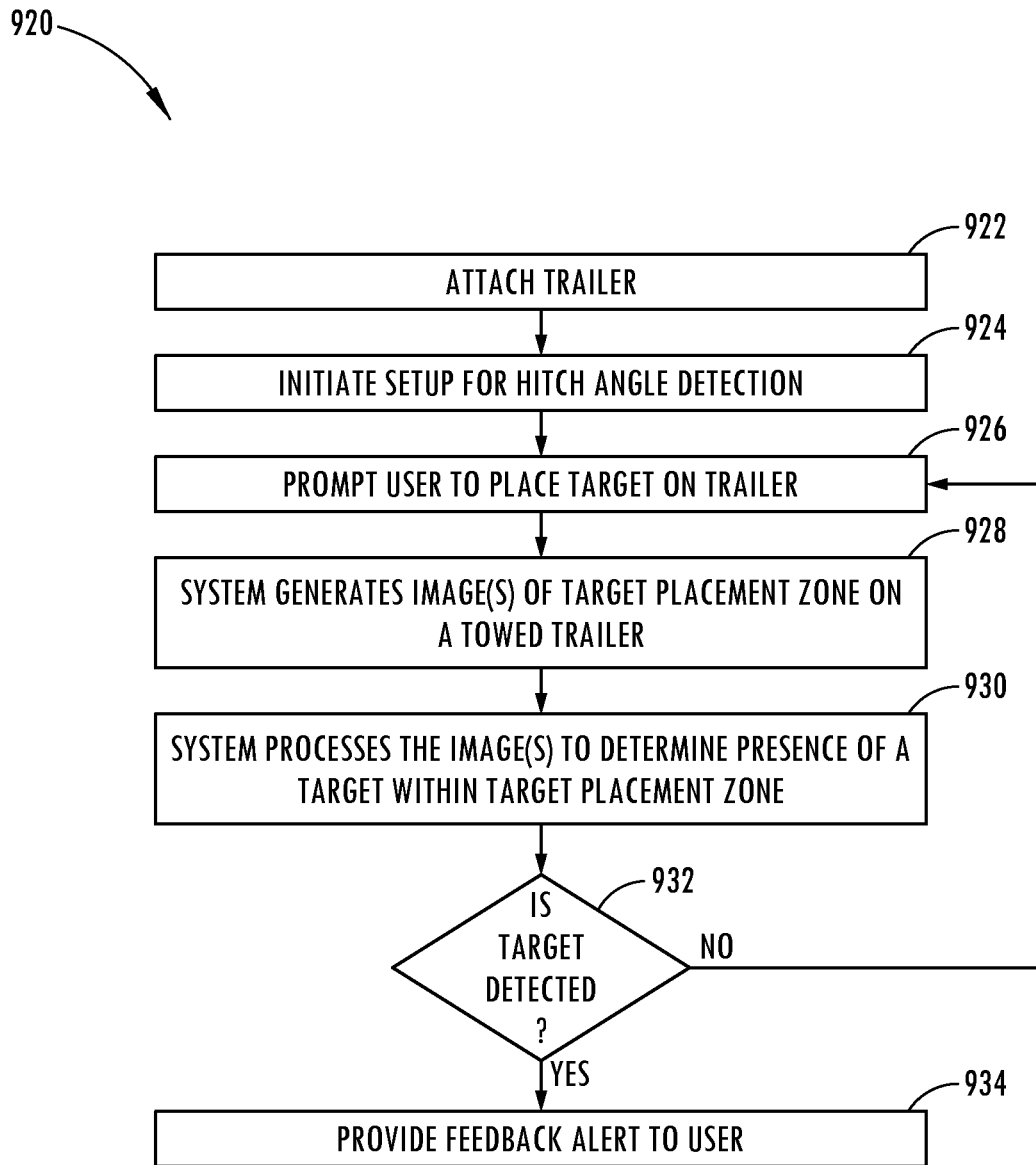 920
922
ATTACH TRAILER
924
INITIATE SETUP FOR HITCH ANGLE DETECTION
926
PROMPT USER TO PLACE TARGET ON TRAILER
928
SYSTEM GENERATES IMAGE(S) OF TARGET PLACEMENT ZONE ON
A TOWED TRAILER
930
SYSTEM PROCESSES THE IMAGE(S) TO DETERMINE PRESENCE OF A
TARGET WITHIN TARGET PLACEMENT ZONE
932
IS
TARGET
DETECTED
?
NO
YES
934
PROVIDE FEEDBACK ALERT TO USER